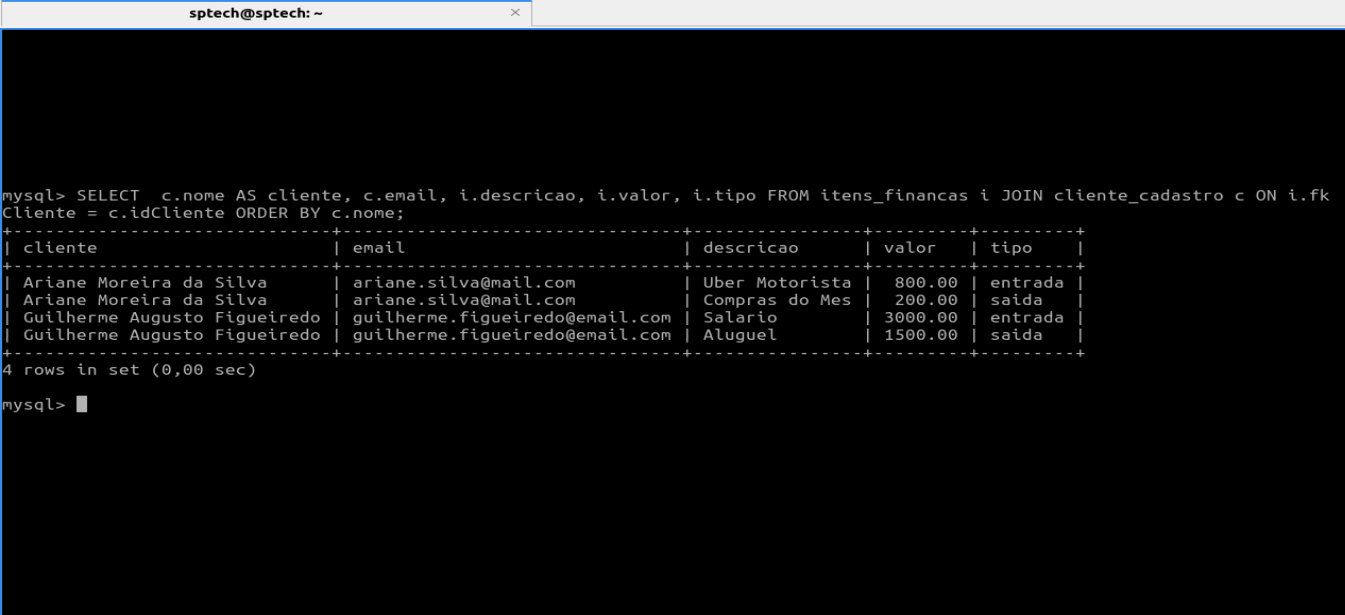 sptech@sptech: ~ ×
mysql> SELECT  c.nome AS cliente, c.email, i.descricao, i.valor, i.tipo FROM itens_financas i JOIN cliente_cadastro c ON i.fk
Cliente = c.idCliente ORDER BY c.nome;
+------------------------------+--------------------------------+----------------+---------+---------+
| cliente                      | email                          | descricao      | valor   | tipo    |
+------------------------------+--------------------------------+----------------+---------+---------+
| Ariane Moreira da Silva      | ariane.silva@mail.com          | Uber Motorista |  800.00 | entrada |
| Ariane Moreira da Silva      | ariane.silva@mail.com          | Compras do Mes |  200.00 | saida   |
| Guilherme Augusto Figueiredo | guilherme.figueiredo@email.com | Salario        | 3000.00 | entrada |
| Guilherme Augusto Figueiredo | guilherme.figueiredo@email.com | Aluguel        | 1500.00 | saida   |
+------------------------------+--------------------------------+----------------+---------+---------+
4 rows in set (0,00 sec)
mysql>